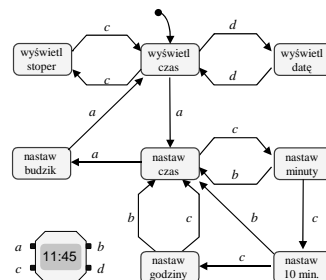 c
d
wyświetl
stoper
wyświetl
czas
wyświetl
datę
c
d
a
a
c
nastaw
budzik
a
nastaw
czas
nastaw
minuty
b
b
c
b
c
a
b
11:45
c
d
nastaw
godziny
c
nastaw
10 min.